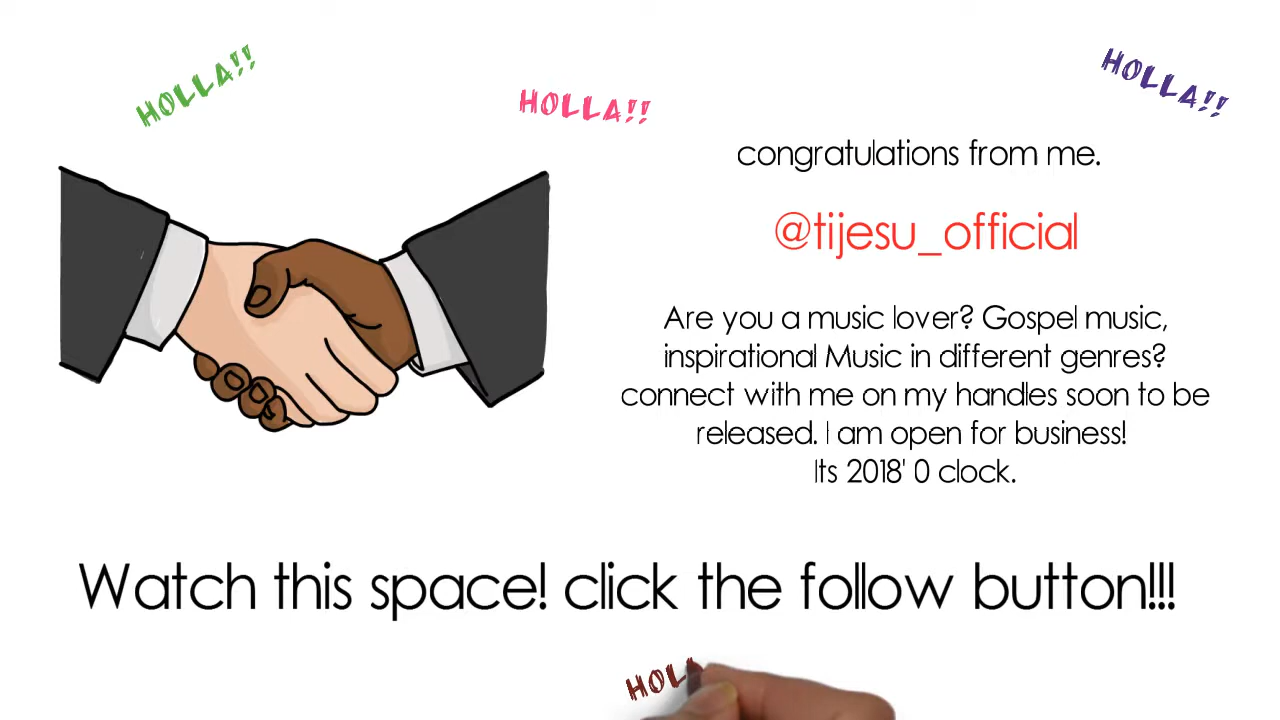 HOLLA!!
HOLLA!!
HOLLA!!
congratulations from me.
@tijesu_official
Are you a music lover? Gospel music,
inspirational Music in different genres?
connect with me on my handles soon to be
released. I am open for business!
Its 2018' 0 clock.
Watch this space! click the follow button!!!
HOL